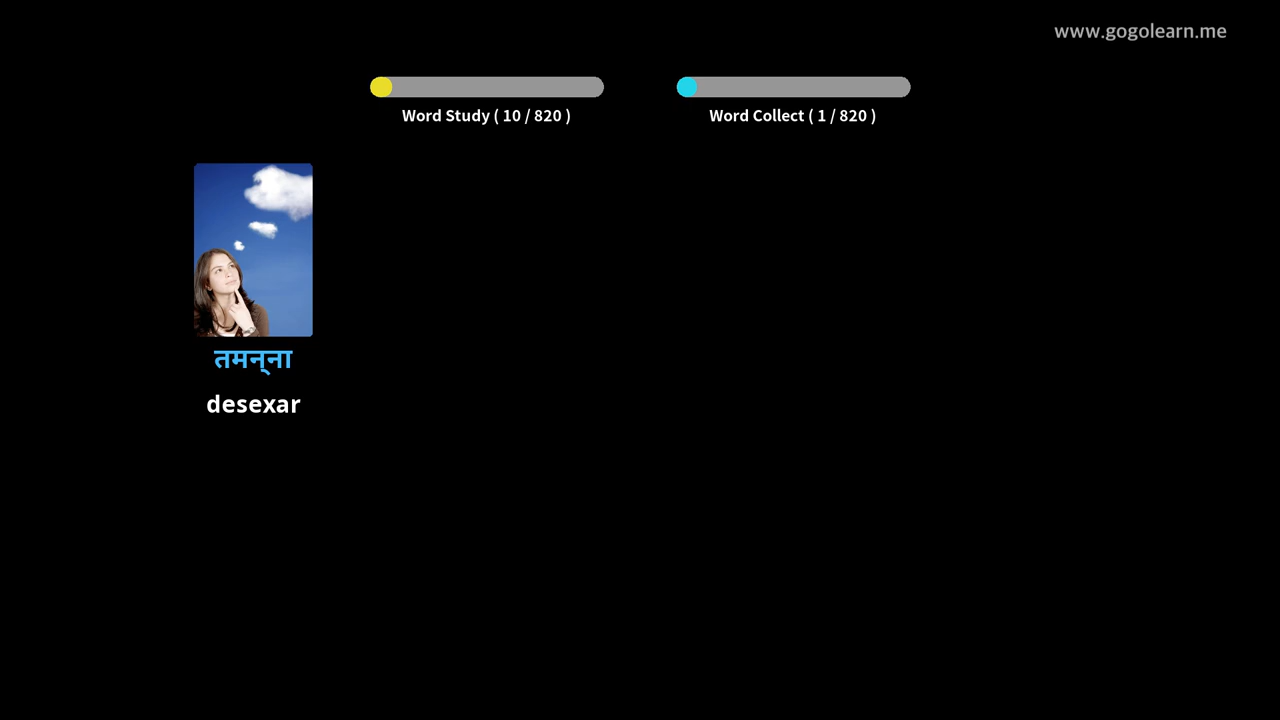 www.gogolearn.me
Word Study ( 10 / 820 )
Word Collect ( 1 / 820 )
तमन्‌ना
desexar